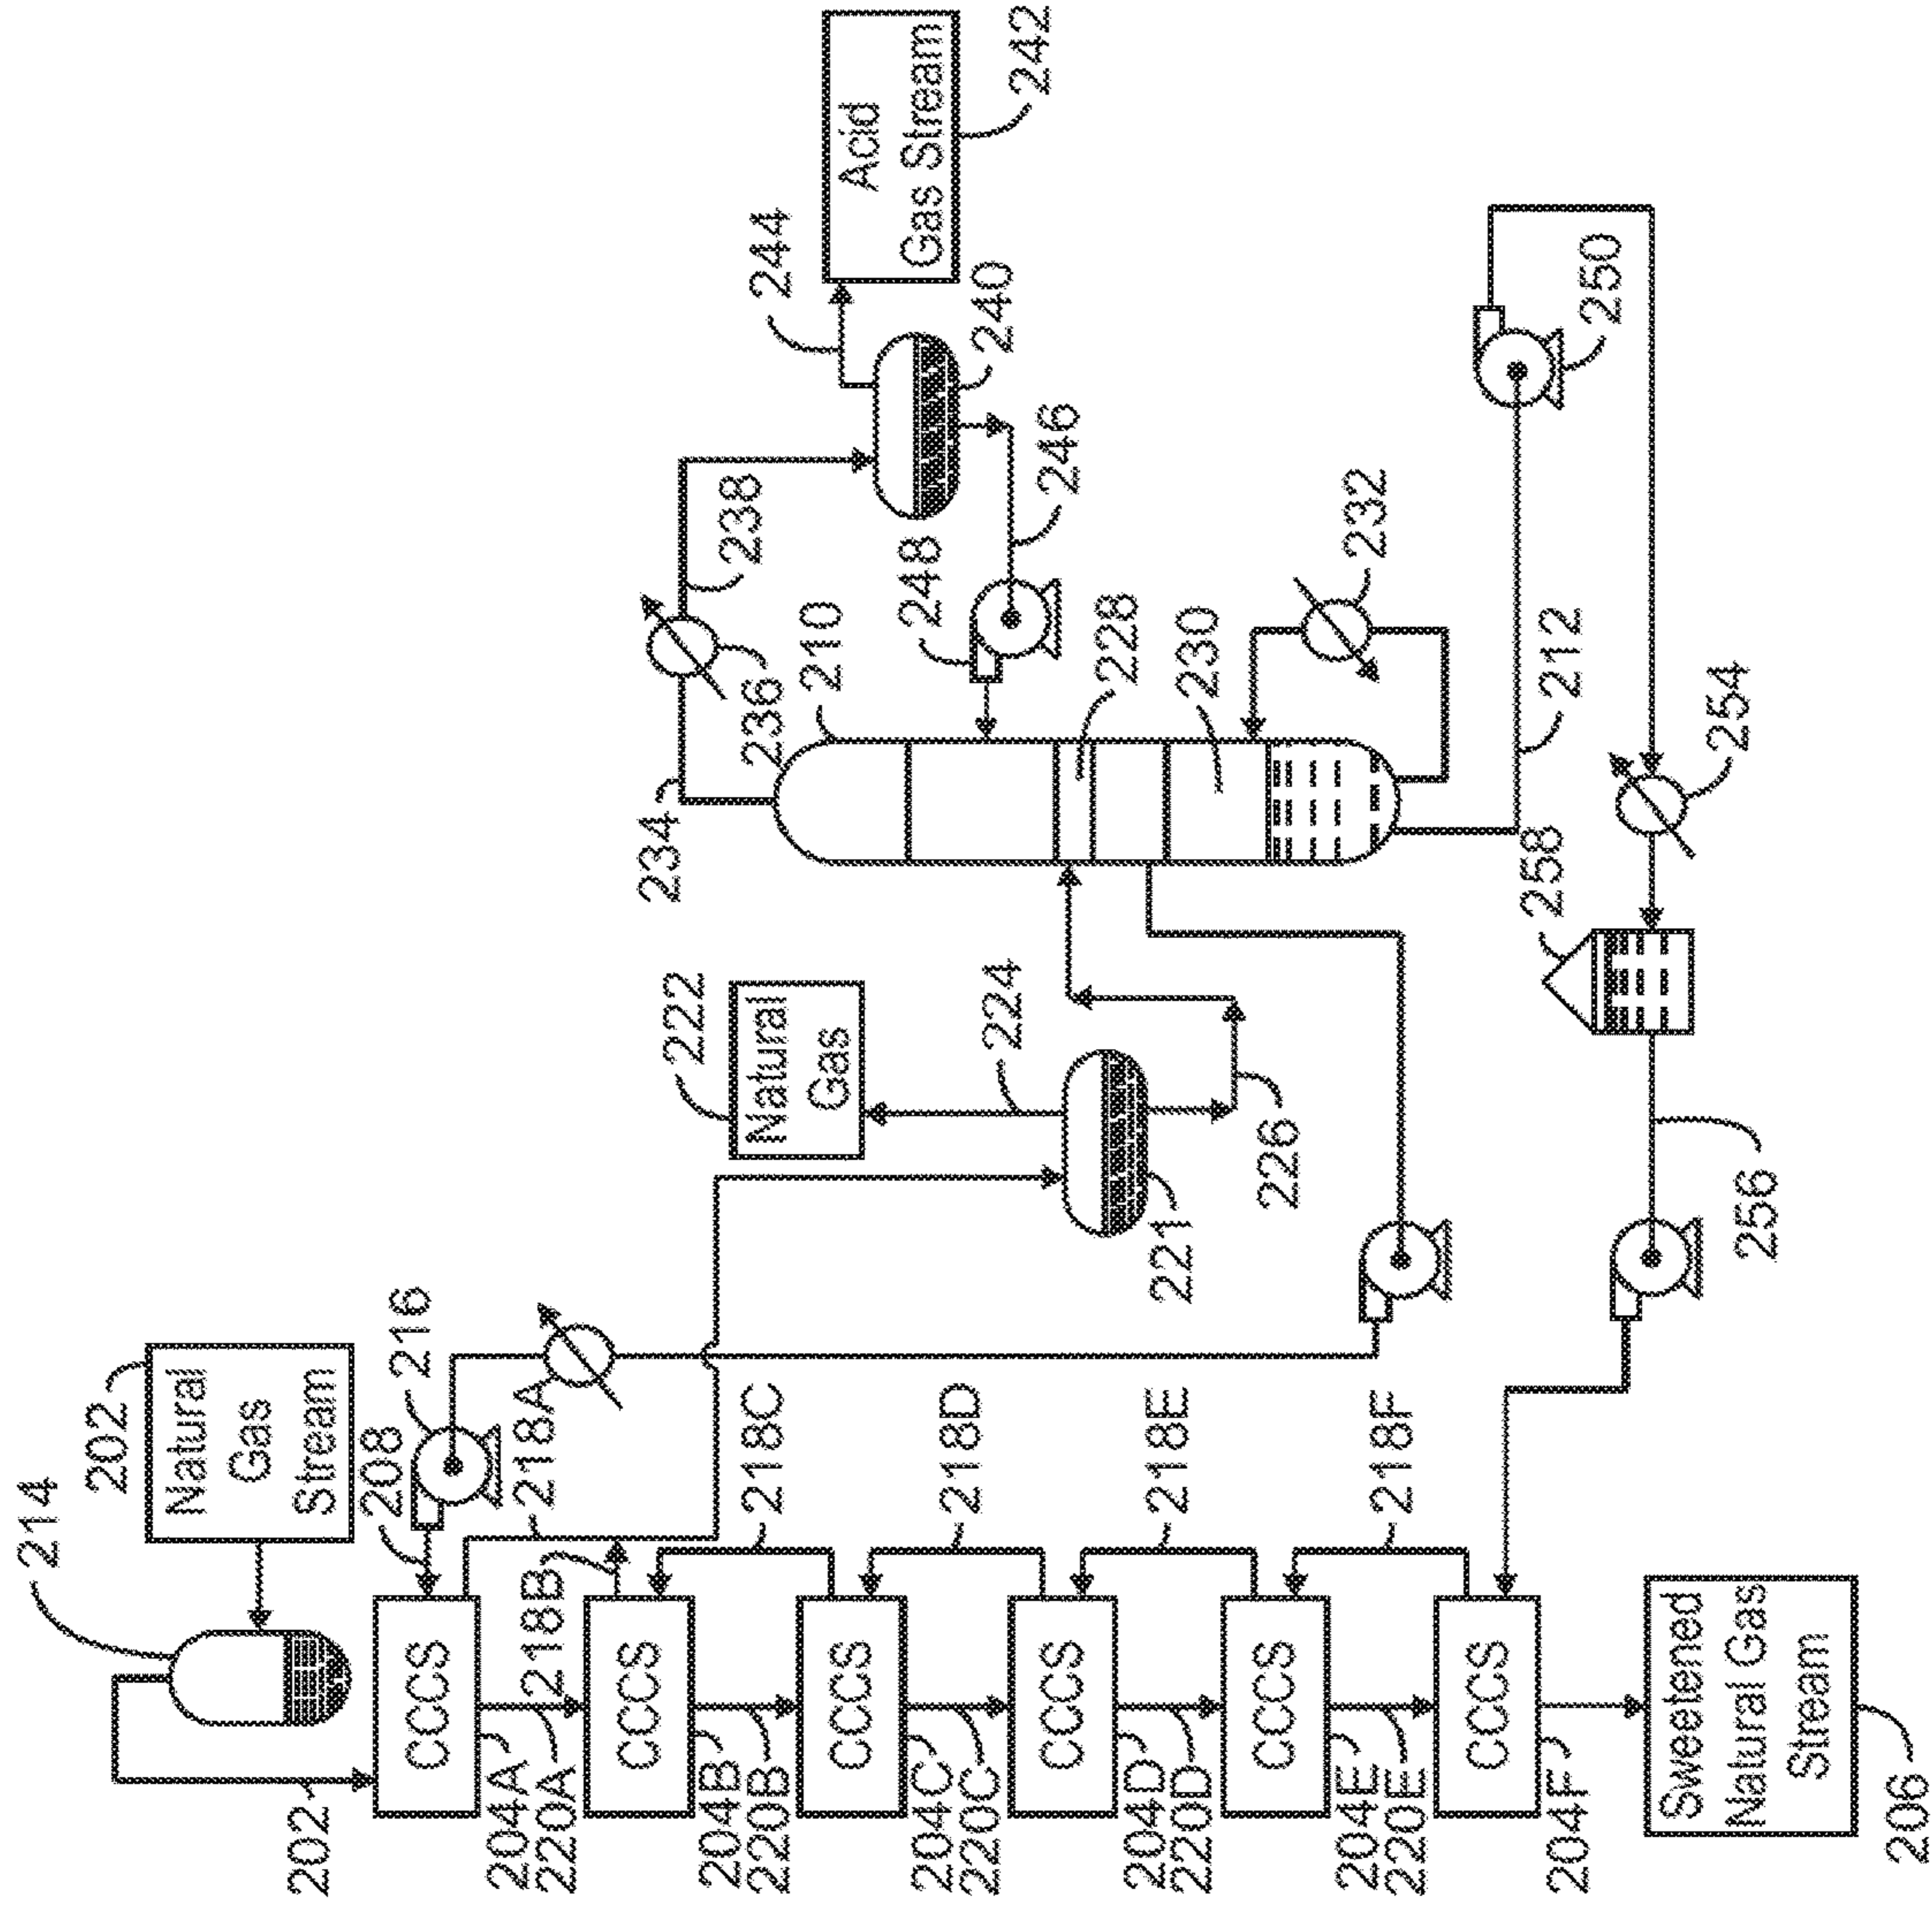 214
202
Natural
Gas
Stream
202
208
216
218A
CCCS
204A
220A
218B
CCCS
204B
220B
218C
CCCS
204C
220C
218D
CCCS
204D
220D
218E
CCCS
204E
220E
218F
CCCS
204F
Sweetened
Natural Gas
Stream
206
222
Natural
Gas
224
221
226
234
236
238
210
244
Acid
Gas Stream
242
240
246
248
228
230
232
212
250
254
258
256